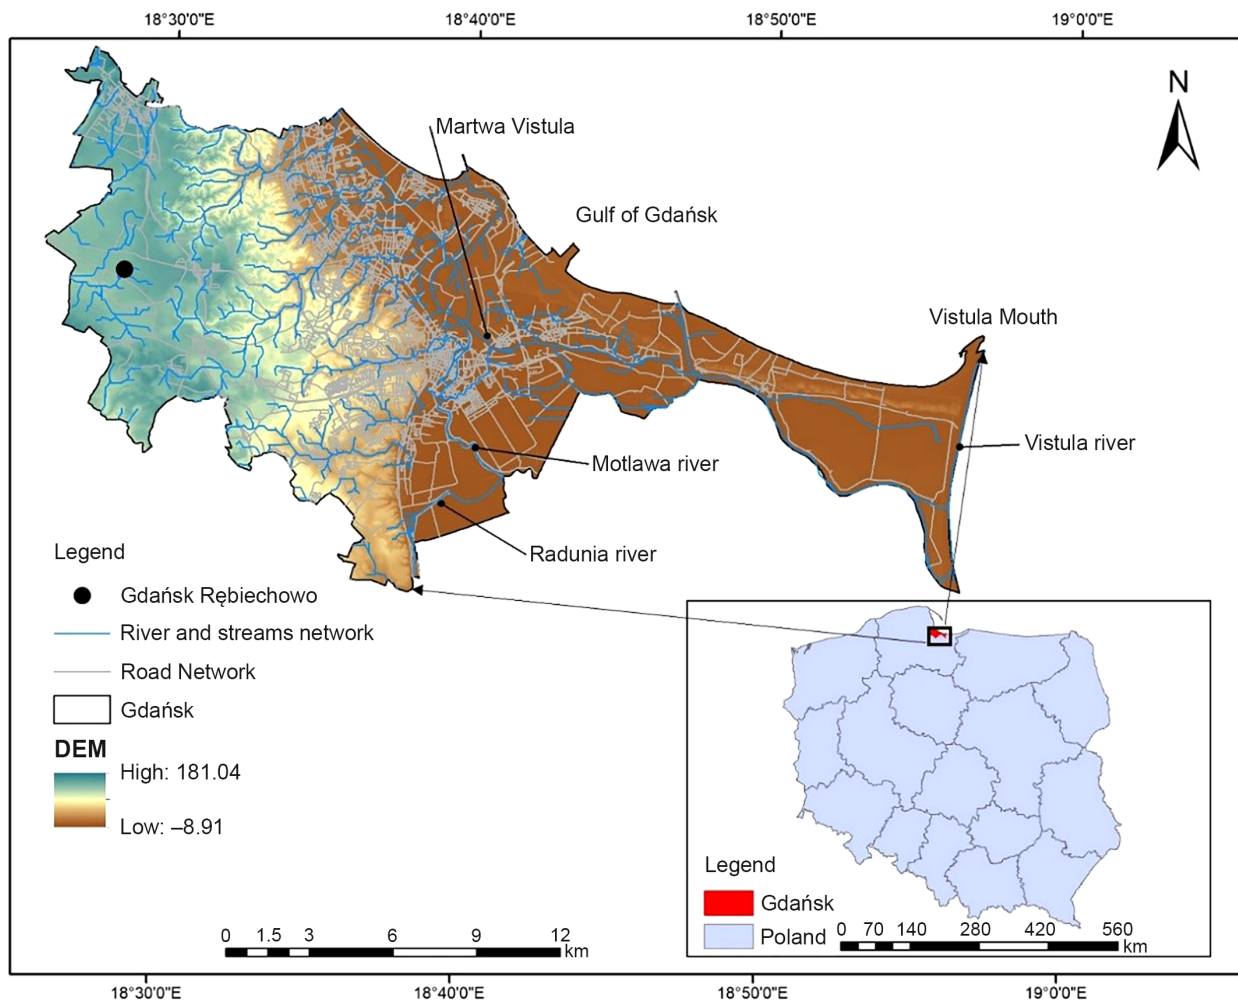 18°30'0"E 18°40'0"E 18°50'0"E 19°0'0"E
N
Martwa Vistula
Gulf of Gdańsk
Vistula Mouth
Vistula river
Motlawa river
Radunia river
Legend
Gdańsk Rębiechowo
River and streams network
Road Network
Gdańsk
DEM
High: 181.04
Low: –8.91
0 1.5 3 6 9 12
km
Legend
Gdańsk
Poland
0 70 140 280 420 560
km
18°30'0"E 18°40'0"E 18°50'0"E 19°0'0"E